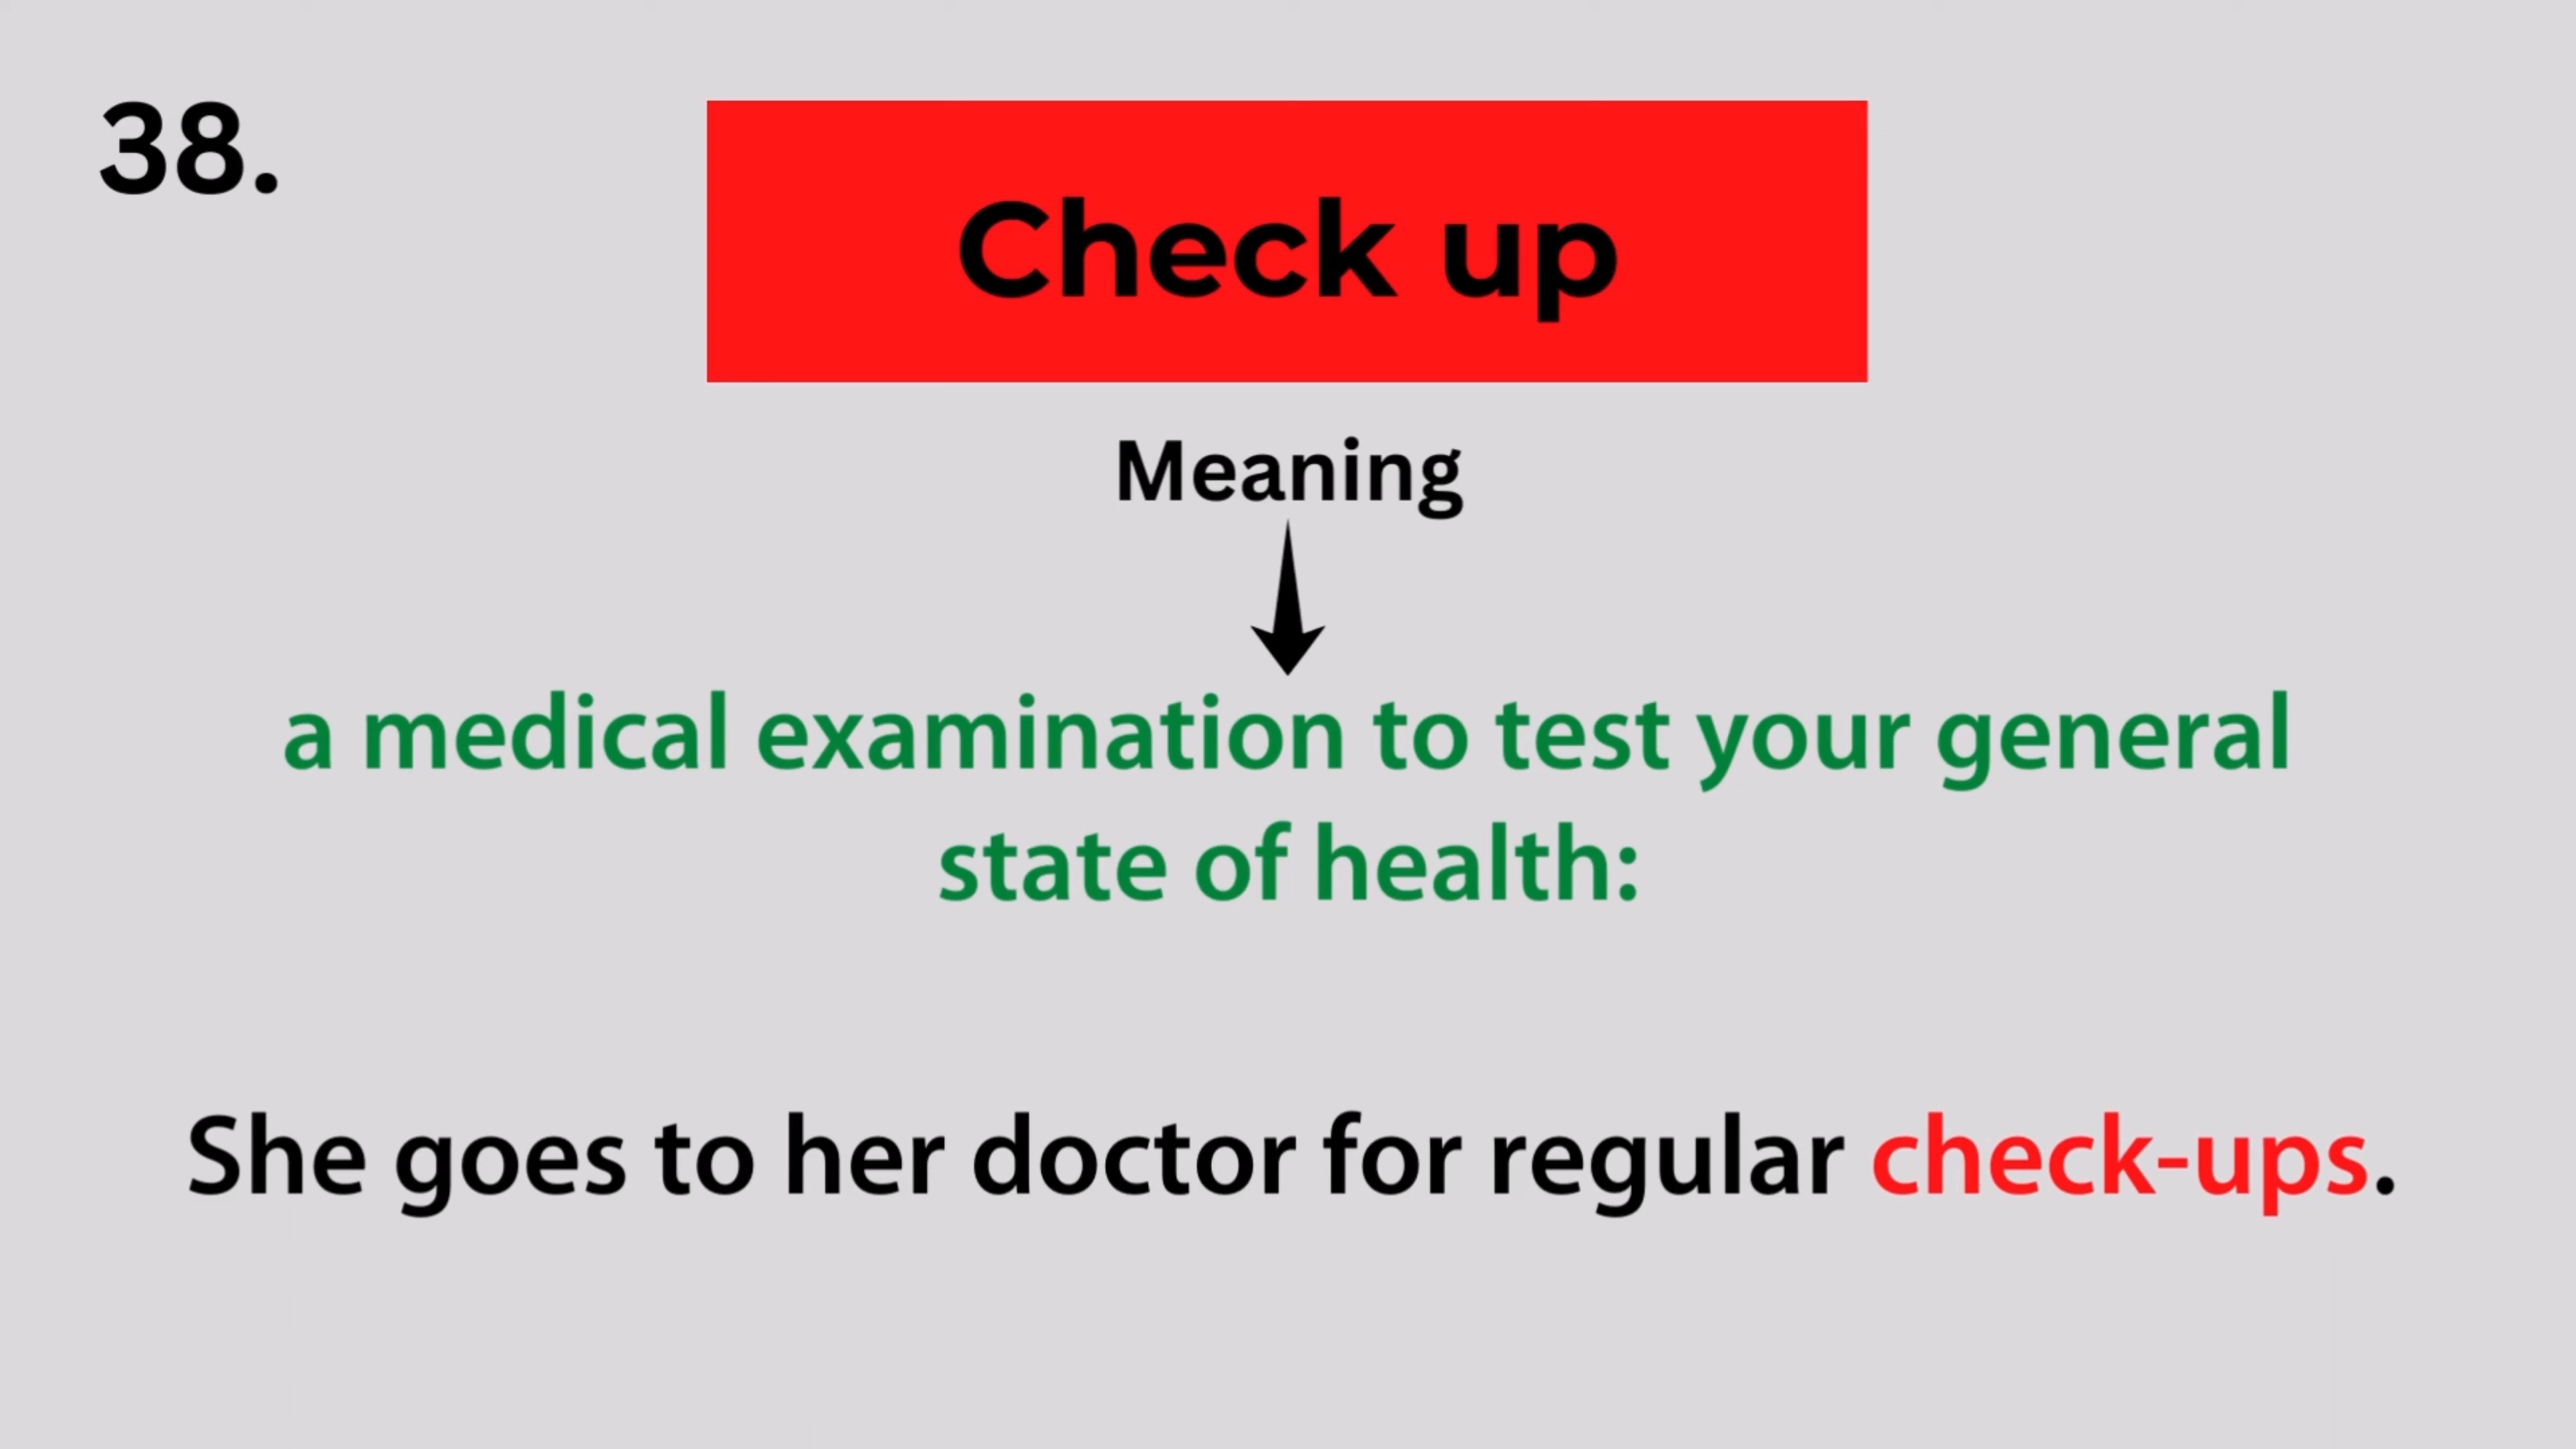 38.
Check up
Meaning
a medical examination to test your general
state of health:
She goes to her doctor for regular check-ups.